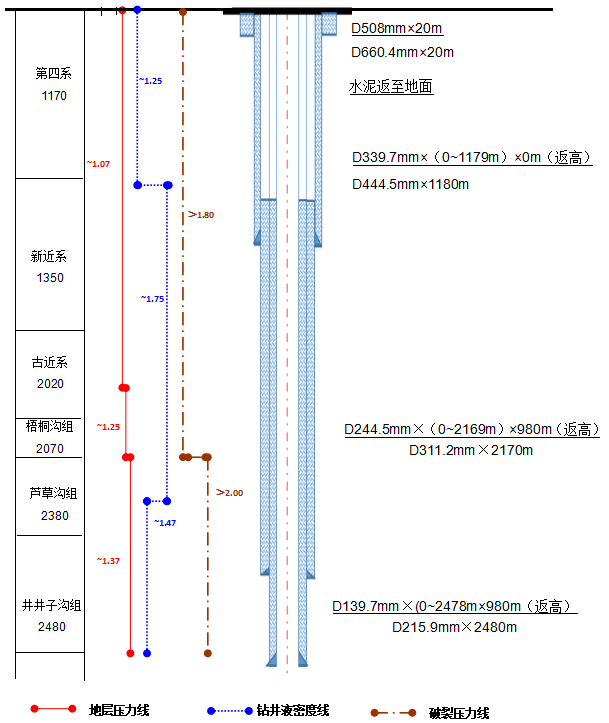 D508mm×20m
D660.4mm×20m
第四系
1170
~1.25
水泥返至地面
~1.07
D339.7mm×（0~1179m）×0m（返高）
D444.5mm×1180m
>1.80
新近系
1350
~1.75
古近系
2020
梧桐沟组
2070
~1.25
D244.5mm×（0~2169m）×980m（返高）
D311.2mm×2170m
芦草沟组
2380
>2.00
~1.47
~1.37
井井子沟组
2480
D139.7mm×(0~2478m×980m（返高）
D215.9mm×2480m
地层压力线
钻井液密度线
破裂压力线